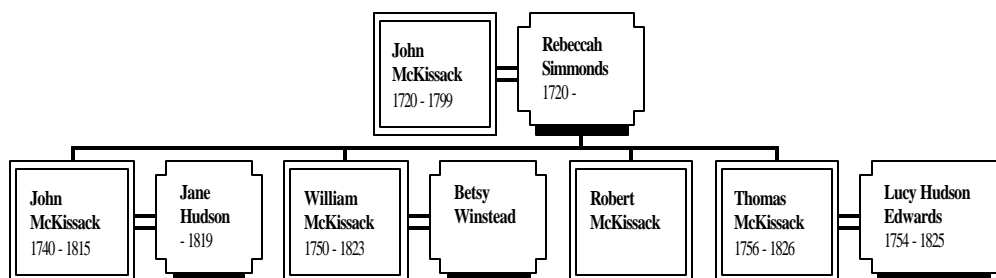 John
McKissack
1720 - 1799
Rebeccah
Simmonds
1720 -
John
McKissack
1740 - 1815
Jane
Hudson
- 1819
William
McKissack
1750 - 1823
Betsy
Winstead
Robert
McKissack
Thomas
McKissack
1756 - 1826
Lucy Hudson
Edwards
1754 - 1825